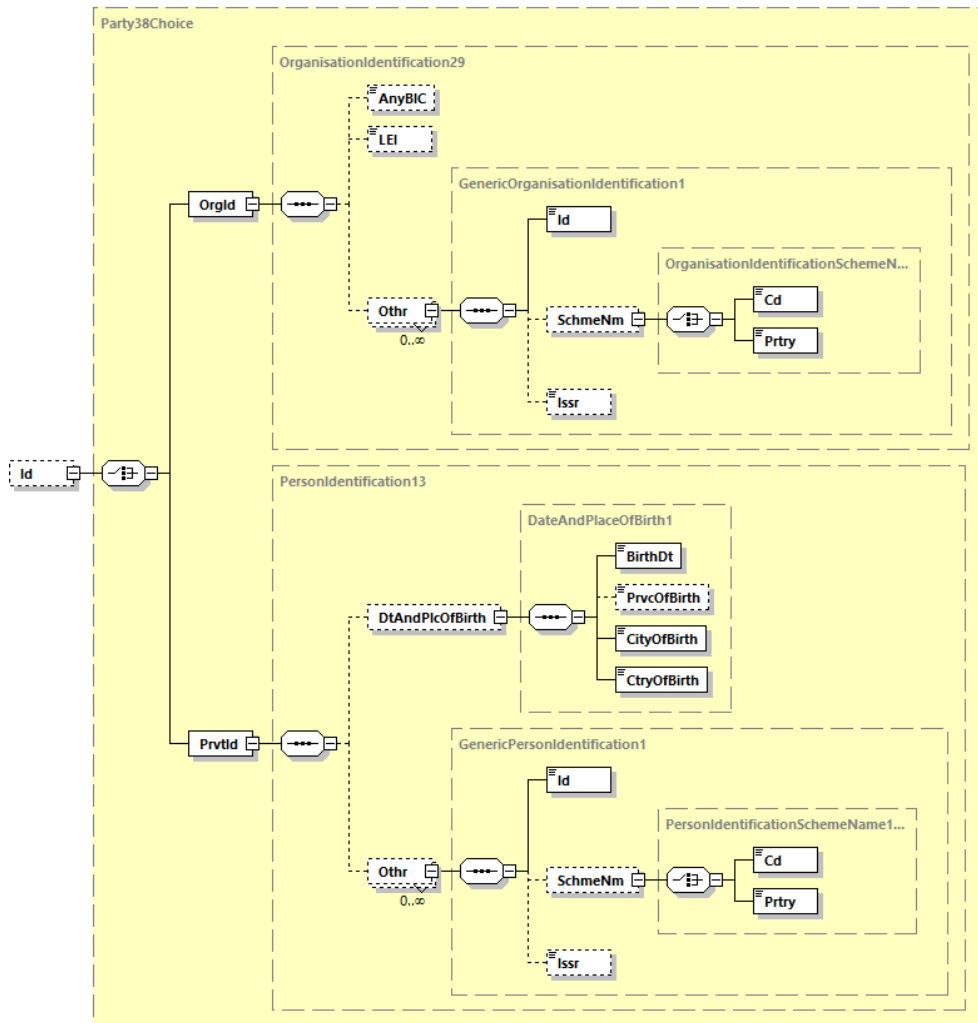 Party38Choice
OrganisationIdentification29
AnyBIC
LEI
GenericOrganisationIdentification1
OrgId
Id
OrganisationIdentificationSchemeN...
Cd
Othr
SchmeNm
0..∞
Prtry
Issr
Id
PersonIdentification13
DateAndPlaceOfBirth1
BirthDt
PrvcOfBirth
DtAndPlcOfBirth
CityOfBirth
CtryOfBirth
PrvtId
GenericPersonIdentification1
Id
PersonIdentificationSchemeName1...
Cd
Othr
SchmeNm
0..∞
Prtry
Issr